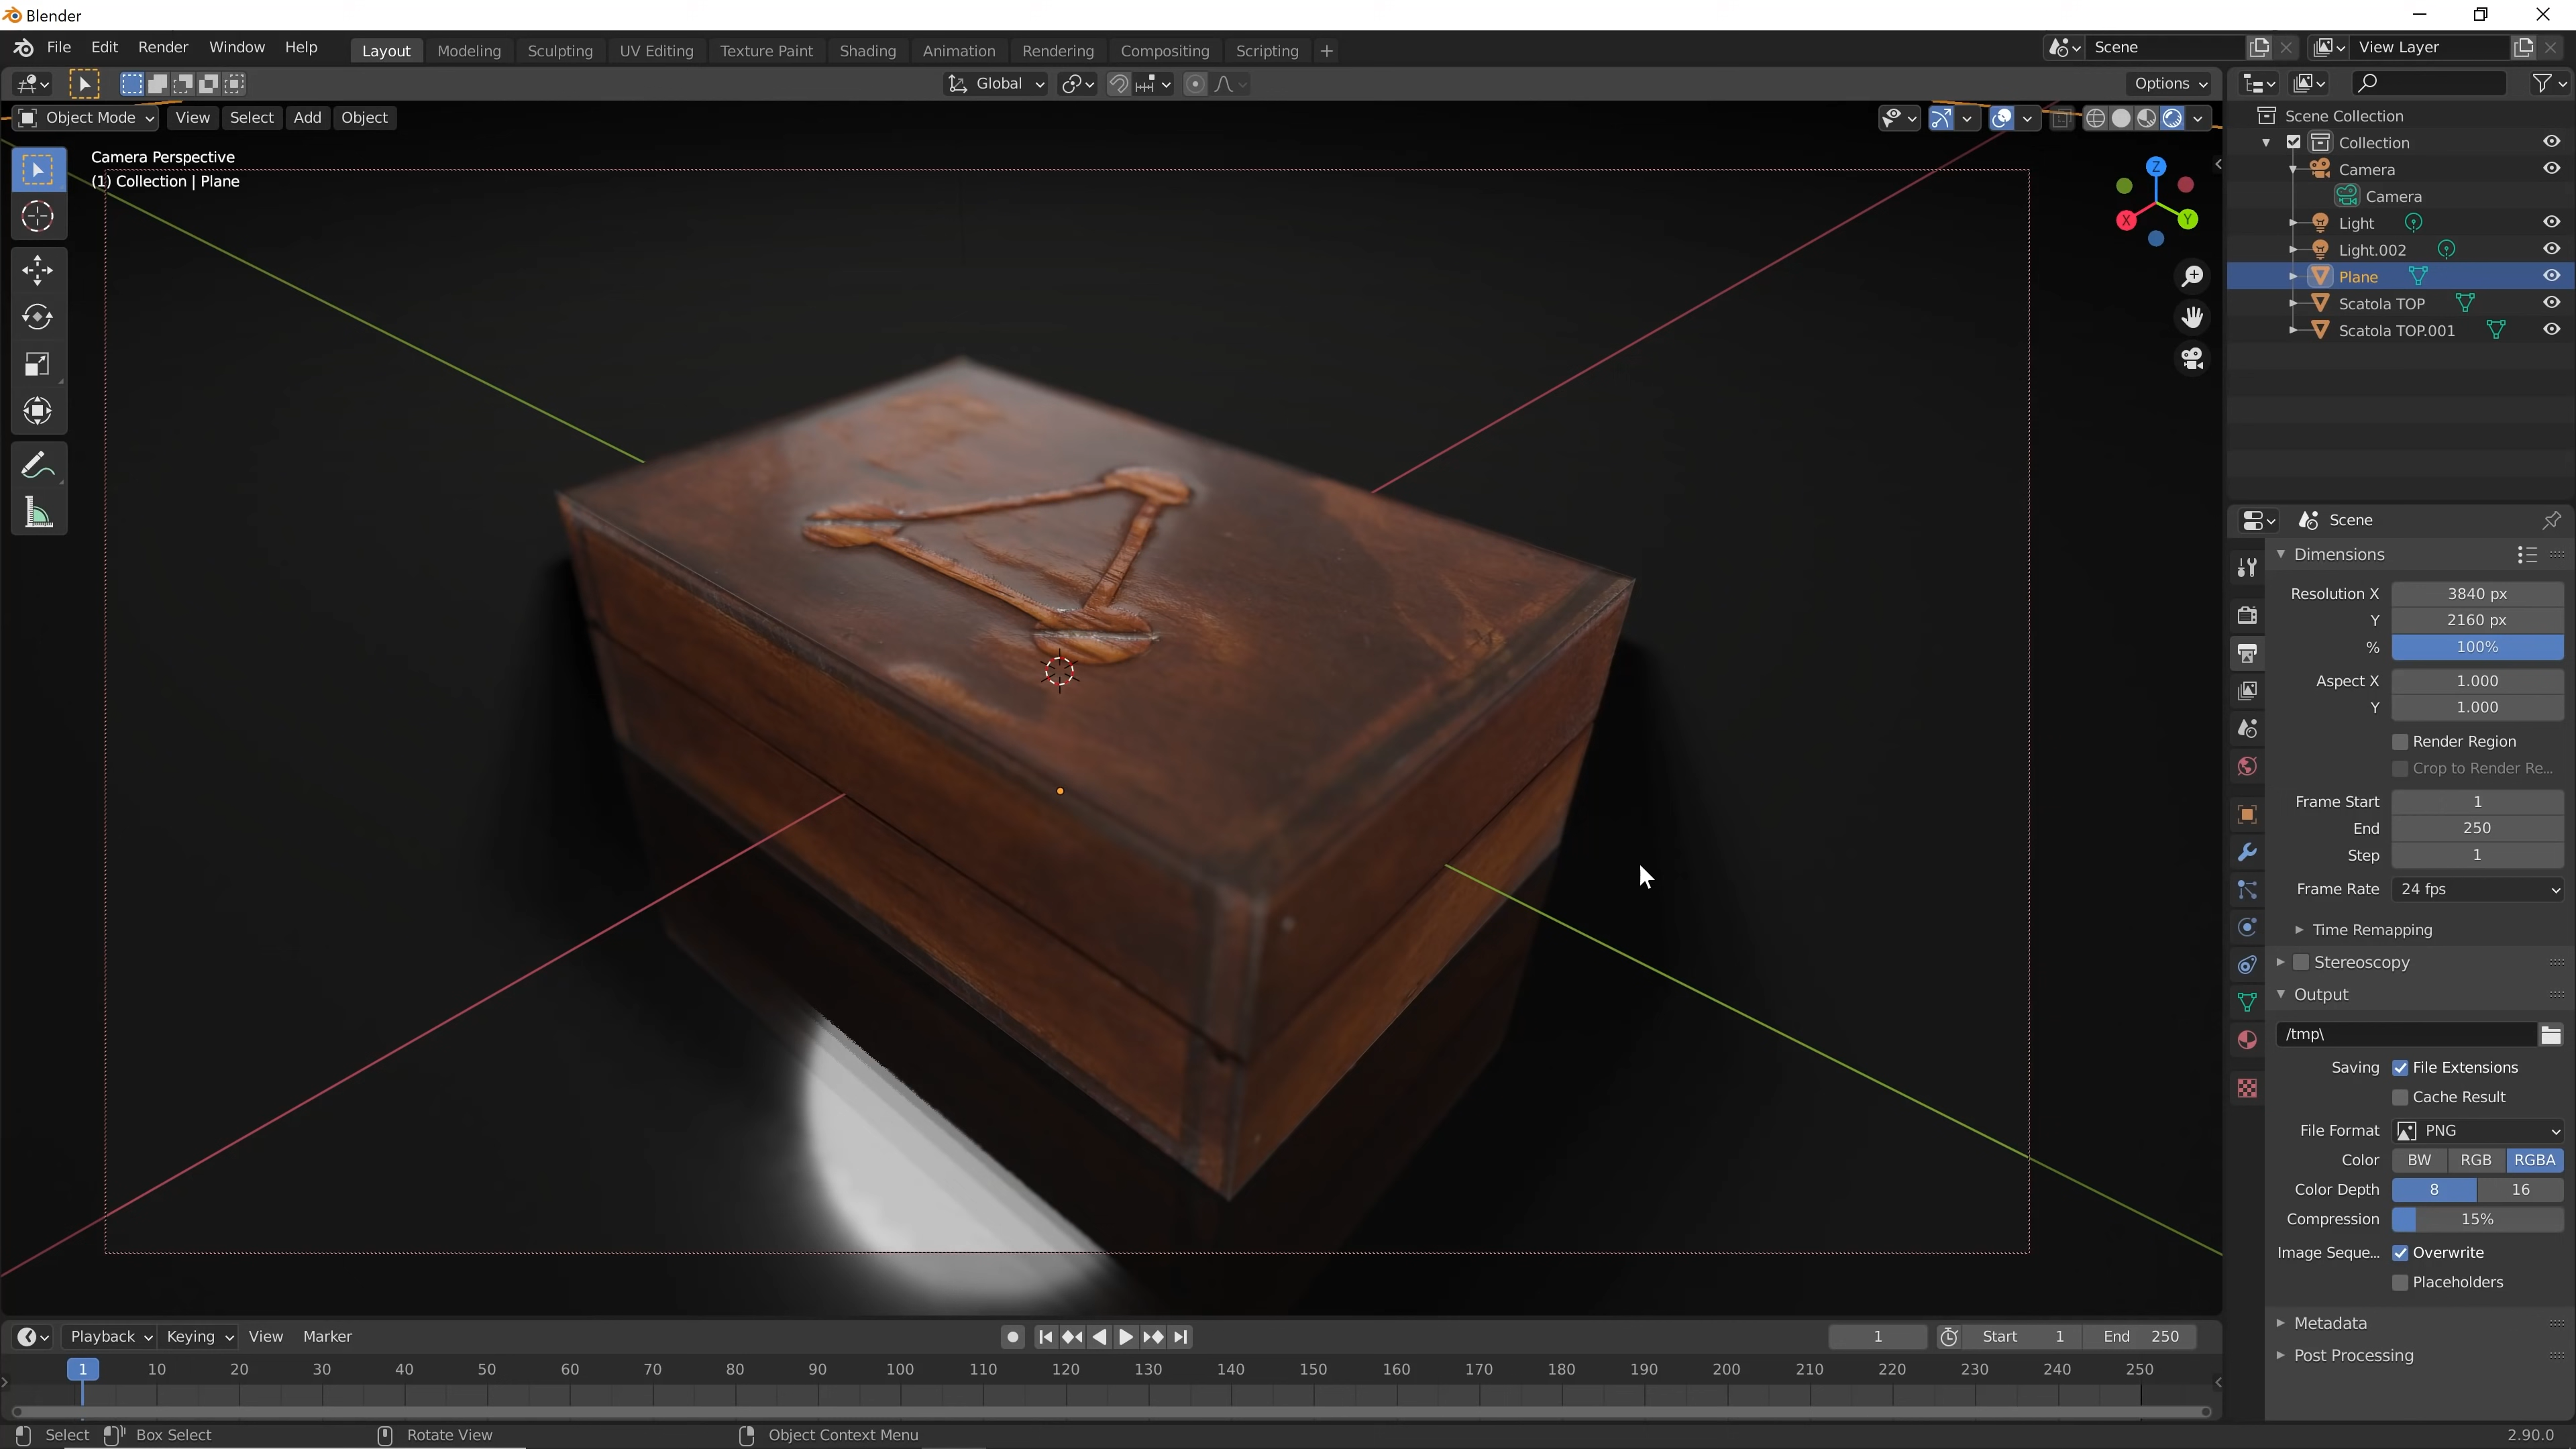 Blender
File Edit Render Window Help Layout Modeling Sculpting UV Editing Texture Paint Shading Animation Rendering Compositing Scripting + Scene View Layer
Global Options
Object Mode View Select Add Object
Camera Perspective
(1) Collection | Plane
Z
X Y
Scene Collection
Collection
Camera
Camera
Light
Light.002
Plane
Scatola TOP
Scatola TOP.001
Scene
Dimensions
Resolution X 3840 px
Y 2160 px
% 100%
Aspect X 1.000
Y 1.000
Render Region
Crop to Render Re...
Frame Start 1
End 250
Step 1
Frame Rate 24 fps
Time Remapping
Stereoscopy
Output
/tmp\
Saving File Extensions
Cache Result
File Format PNG
Color BW RGB RGBA
Color Depth 8 16
Compression 15%
Image Seque... Overwrite
Placeholders
Metadata
Post Processing
Playback Keying View Marker 1 Start 1 End 250
1 10 20 30 40 50 60 70 80 90 100 110 120 130 140 150 160 170 180 190 200 210 220 230 240 250
Select Box Select Rotate View Object Context Menu 2.90.0